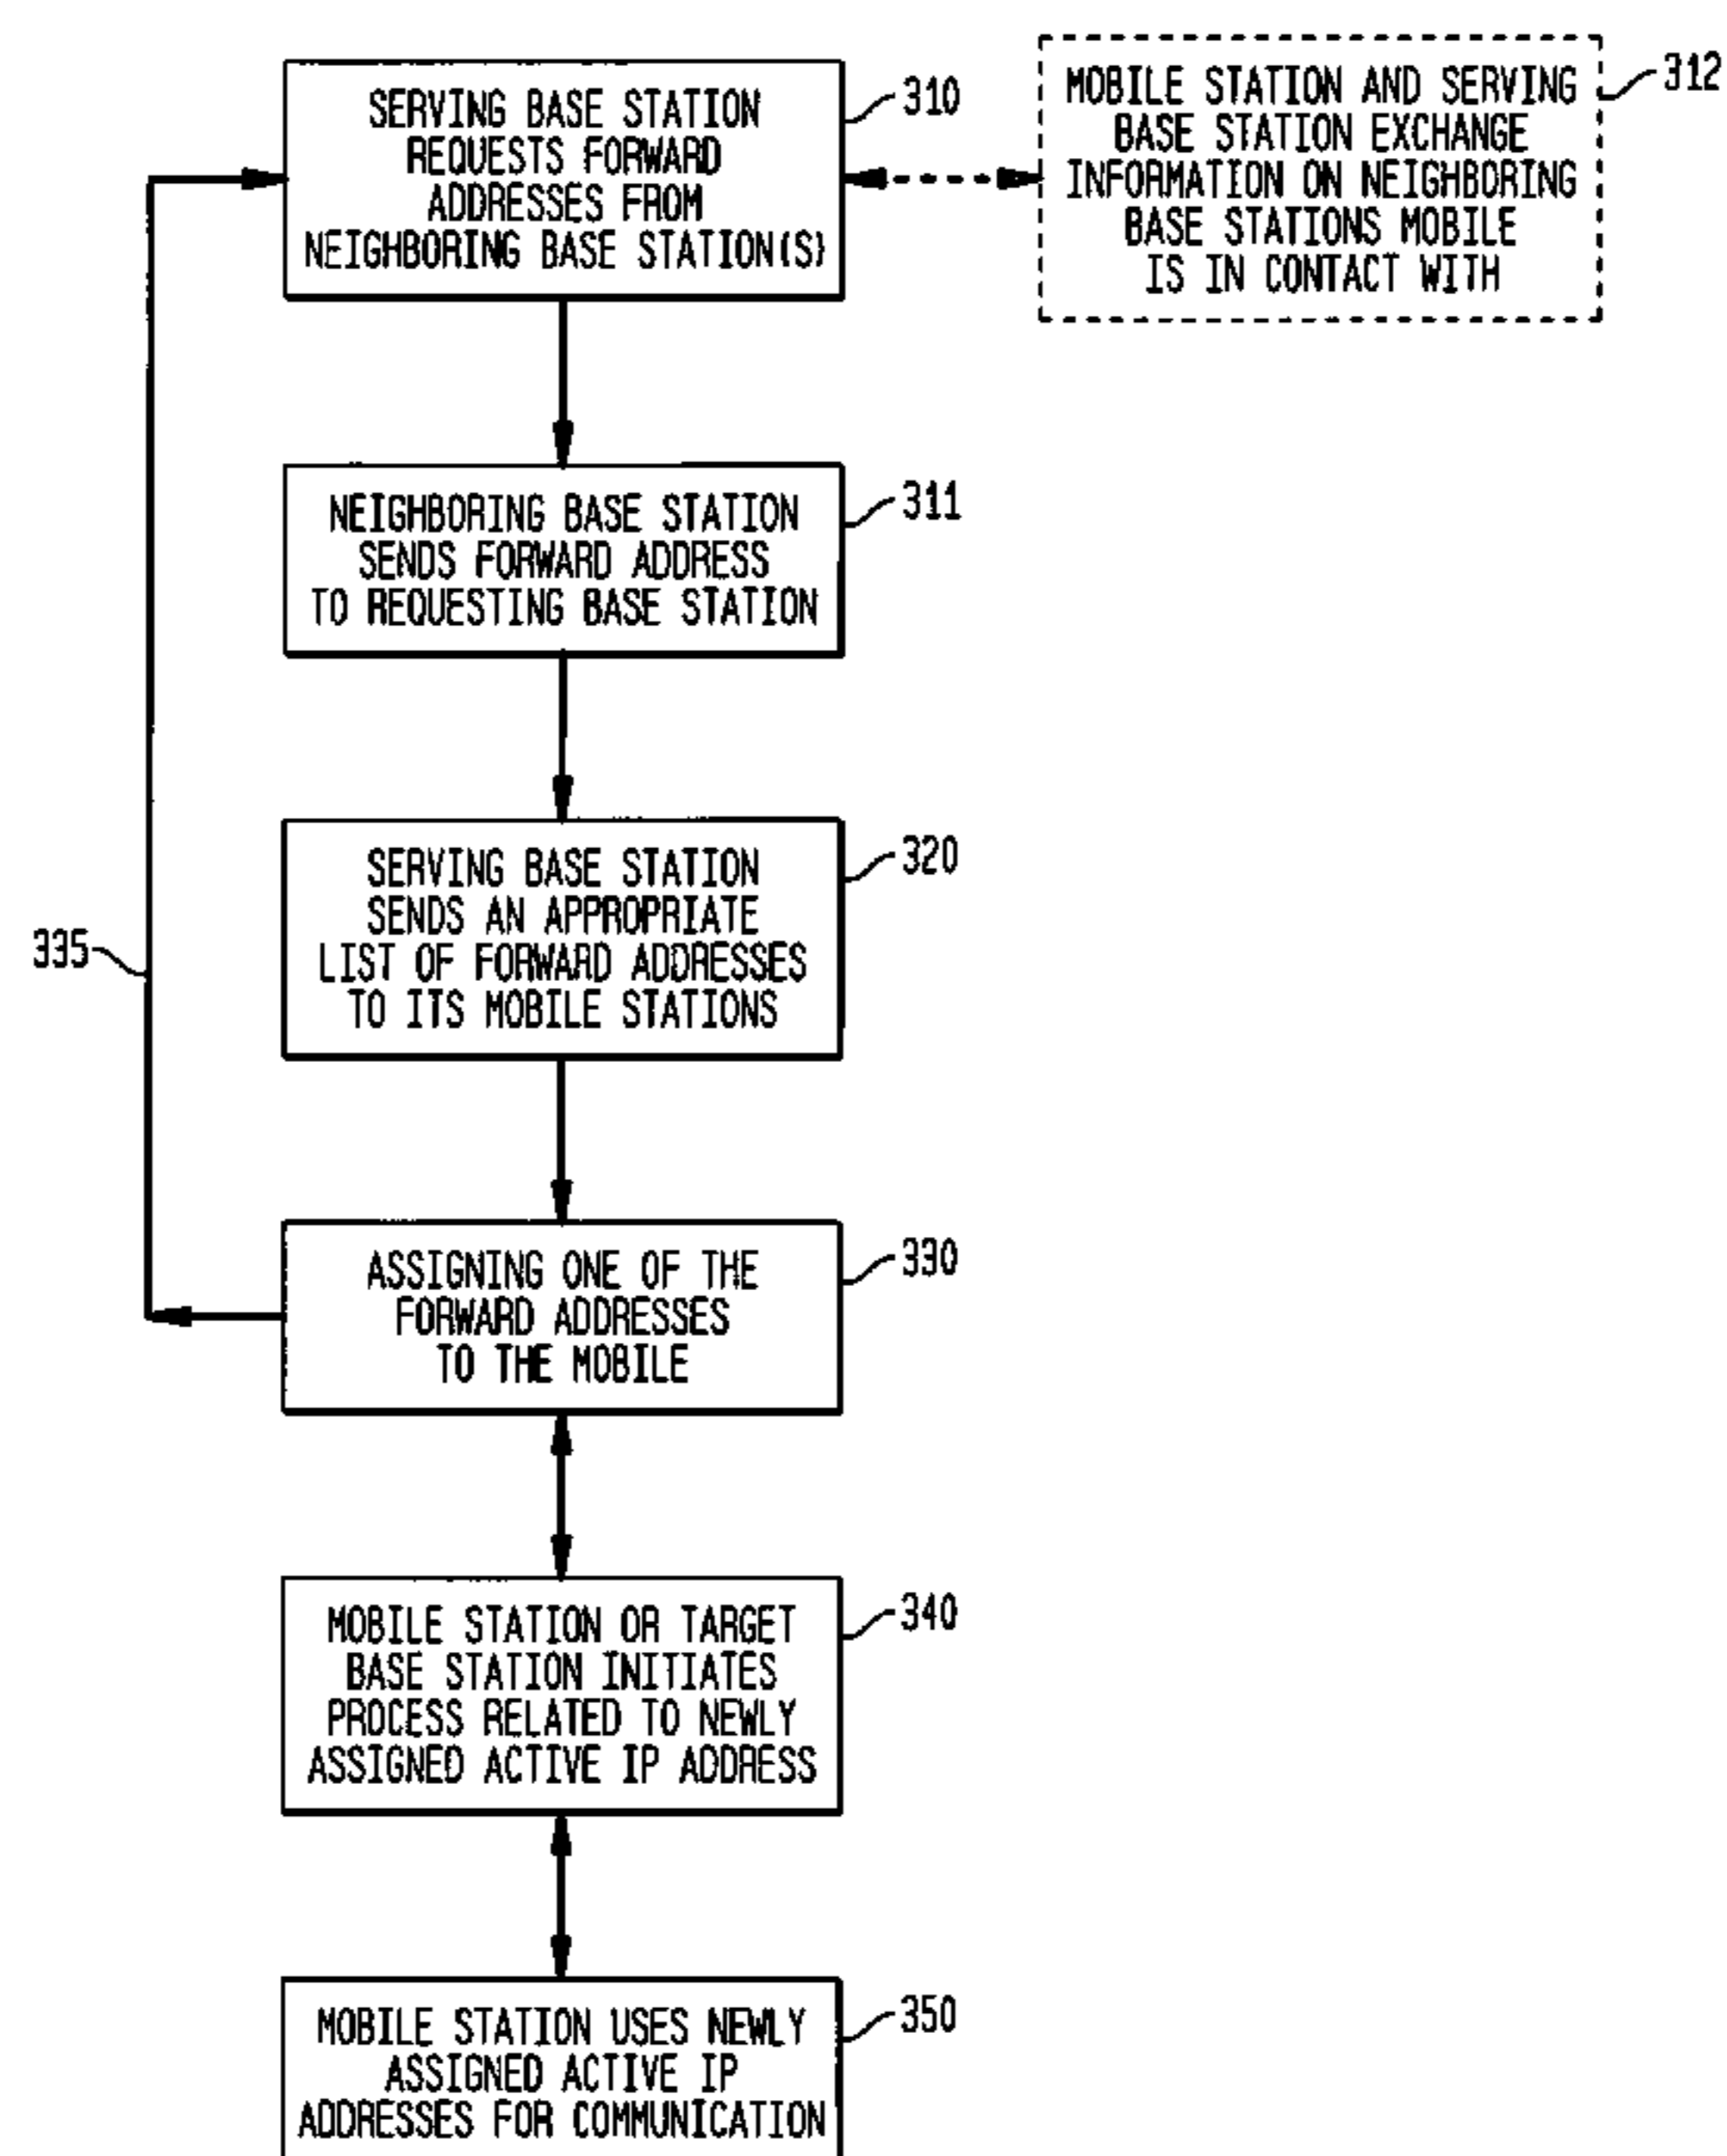 SERVING BASE STATION
REQUESTS FORWARD
ADDRESSES FROM
NEIGHBORING BASE STATION(S)
310
MOBILE STATION AND SERVING
BASE STATION EXCHANGE
INFORMATION ON NEIGHBORING
BASE STATIONS MOBILE
IS IN CONTACT WITH
312
NEIGHBORING BASE STATION
SENDS FORWARD ADDRESS
TO REQUESTING BASE STATION
311
SERVING BASE STATION
SENDS AN APPROPRIATE
LIST OF FORWARD ADDRESSES
TO ITS MOBILE STATIONS
320
335
ASSIGNING ONE OF THE
FORWARD ADDRESSES
TO THE MOBILE
330
MOBILE STATION OR TARGET
BASE STATION INITIATES
PROCESS RELATED TO NEWLY
ASSIGNED ACTIVE IP ADDRESS
340
MOBILE STATION USES NEWLY
ASSIGNED ACTIVE IP
ADDRESSES FOR COMMUNICATION
350